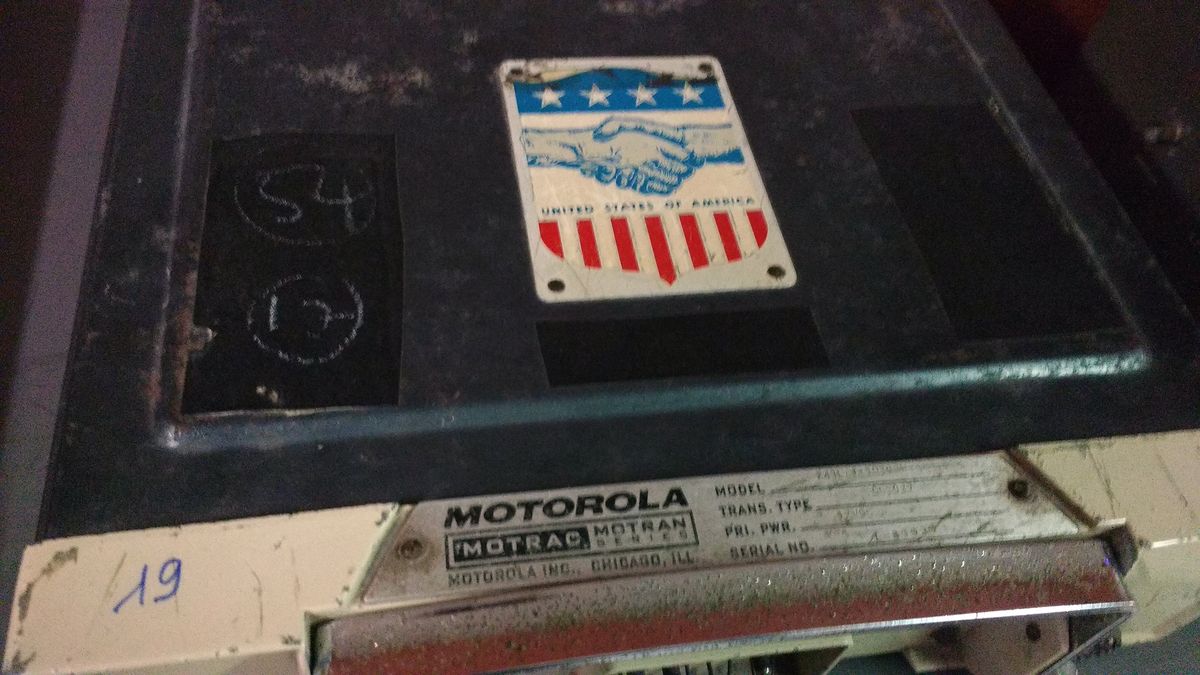 UNITED STATES OF AMERICA
MOTOROLA
MOTRAC MOTRAN
SERIES
MOTOROLA INC., CHICAGO, ILL.
MODEL
TRANS. TYPE
PRI. PWR.
SERIAL NO.
19